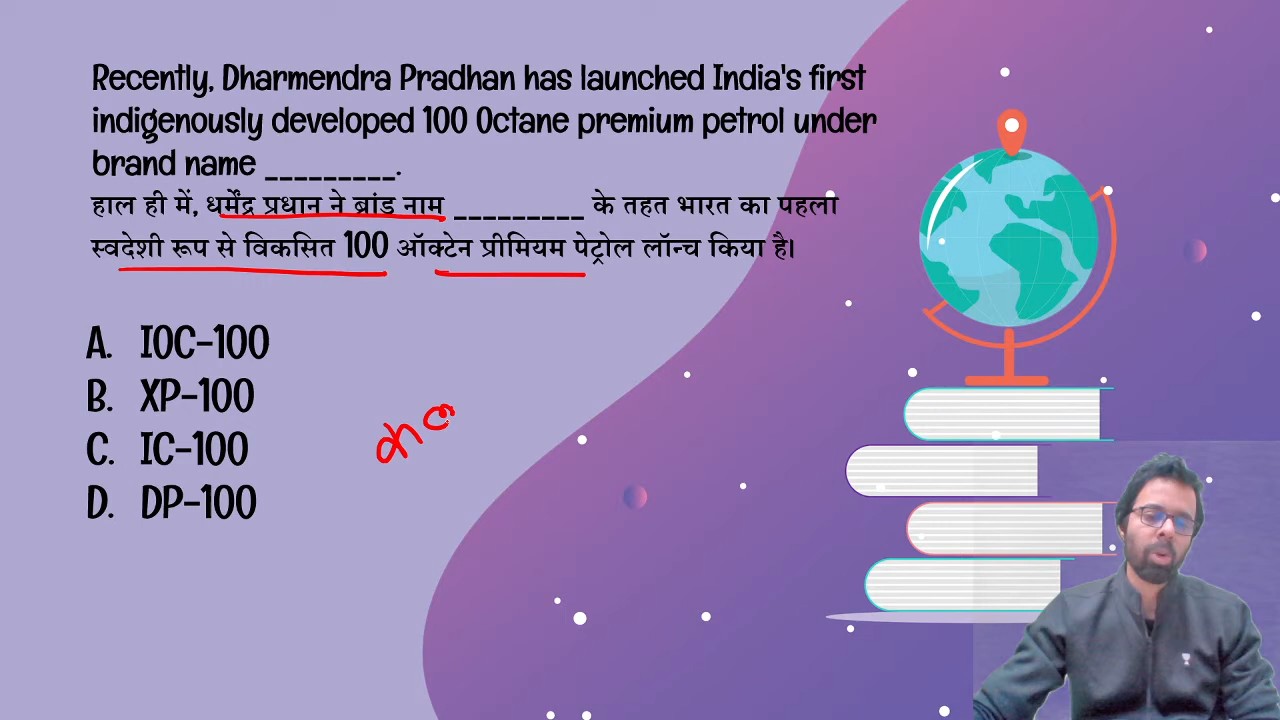 Recently, Dharmendra Pradhan has launched India's first
indigenously developed 100 Octane premium petrol under
brand name _________.
हाल ही में, धर्मेंद्र प्रधान ने ब्रांड नाम _________ के तहत भारत का पहला
स्वदेशी रूप से विकसित 100 ऑक्टेन प्रीमियम पेट्रोल लॉन्च किया है।
A. IOC-100
B. XP-100
C. IC-100
D. DP-100